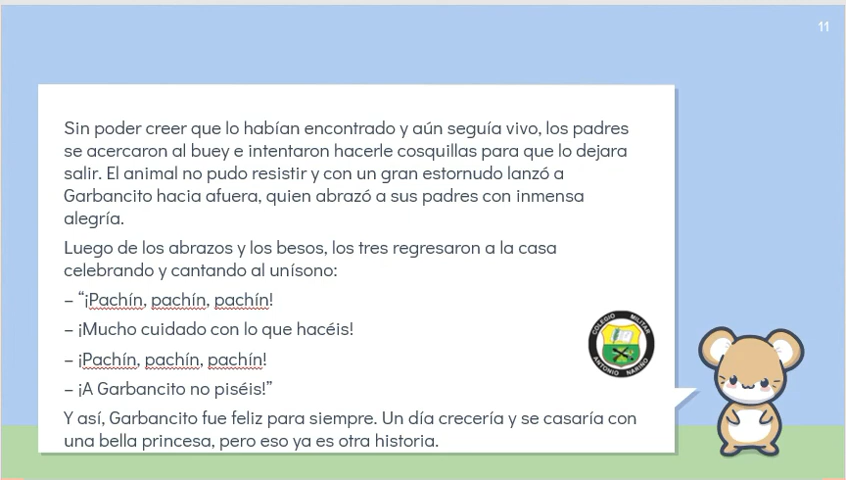 11
Sin poder creer que lo habían encontrado y aún seguía vivo, los padres
se acercaron al buey e intentaron hacerle cosquillas para que lo dejara
salir. El animal no pudo resistir y con un gran estornudo lanzó a
Garbancito hacia afuera, quien abrazó a sus padres con inmensa
alegría.
Luego de los abrazos y los besos, los tres regresaron a la casa
celebrando y cantando al unísono:
– “¡Pachín, pachín, pachín!
– ¡Mucho cuidado con lo que hacéis!
– ¡Pachín, pachín, pachín!
– ¡A Garbancito no piséis!”
Y así, Garbancito fue feliz para siempre. Un día crecería y se casaría con
una bella princesa, pero eso ya es otra historia.
COLEGIO MILITAR
ANTONIO NARIÑO